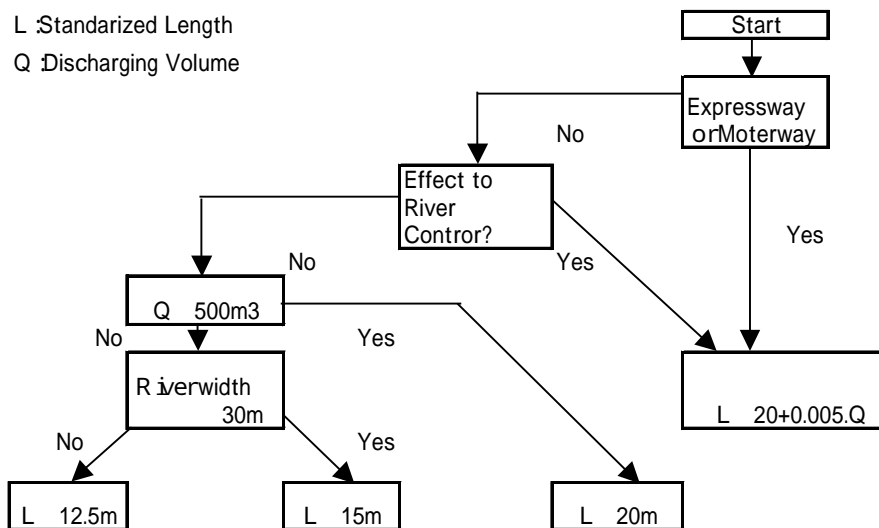 L :Standarized Length
Q :Discharging Volume
Start
Expressway
orMoterway
No
Effect to
River
Contror?
Yes
No
Yes
Q 500m3
No
Yes
Riverwidth
30m
L 20+0.005.Q
No
Yes
L 12.5m
L 15m
L 20m